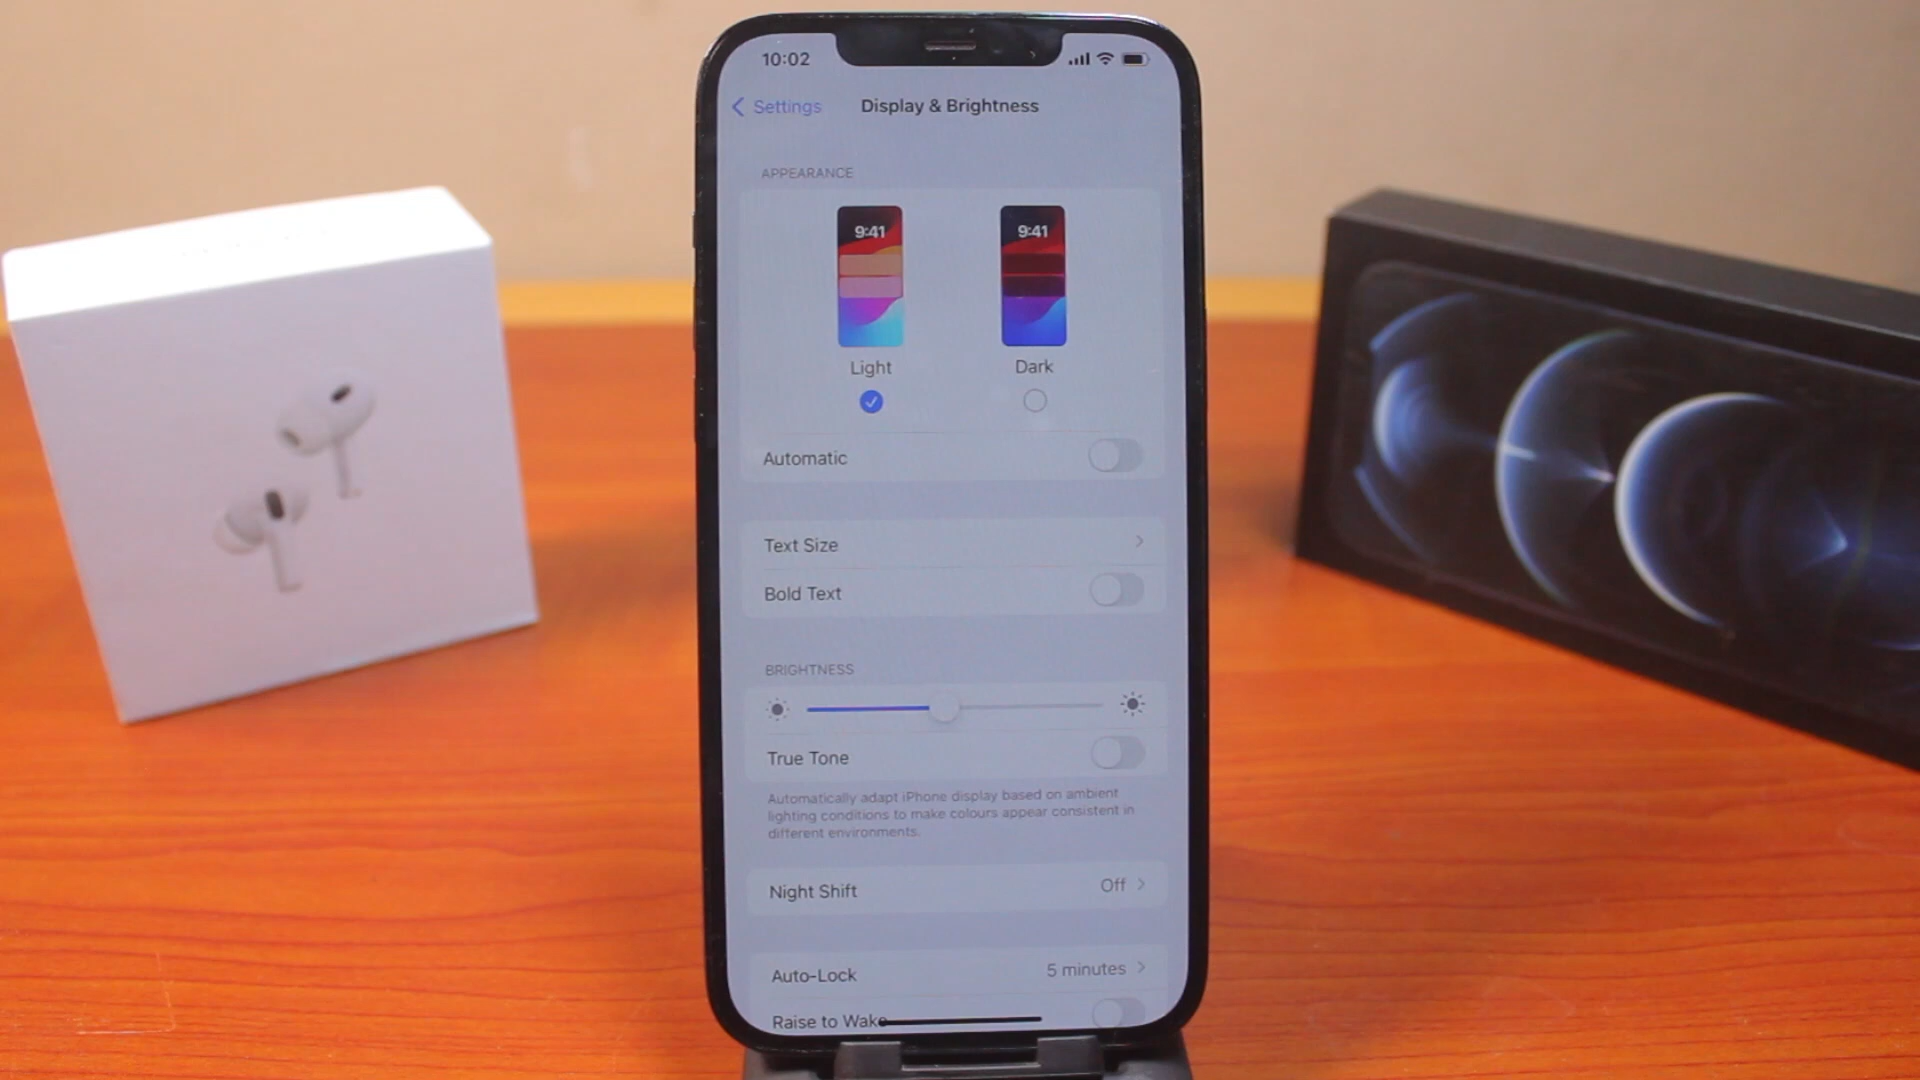 10:02
Settings
Display & Brightness
APPEARANCE
9:41
9:41
Light
Dark
Automatic
Text Size
Bold Text
BRIGHTNESS
True Tone
Automatically adapt iPhone display based on ambient
lighting conditions to make colours appear consistent in
different environments.
Night Shift
Off
Auto-Lock
5 minutes
Raise to Wake